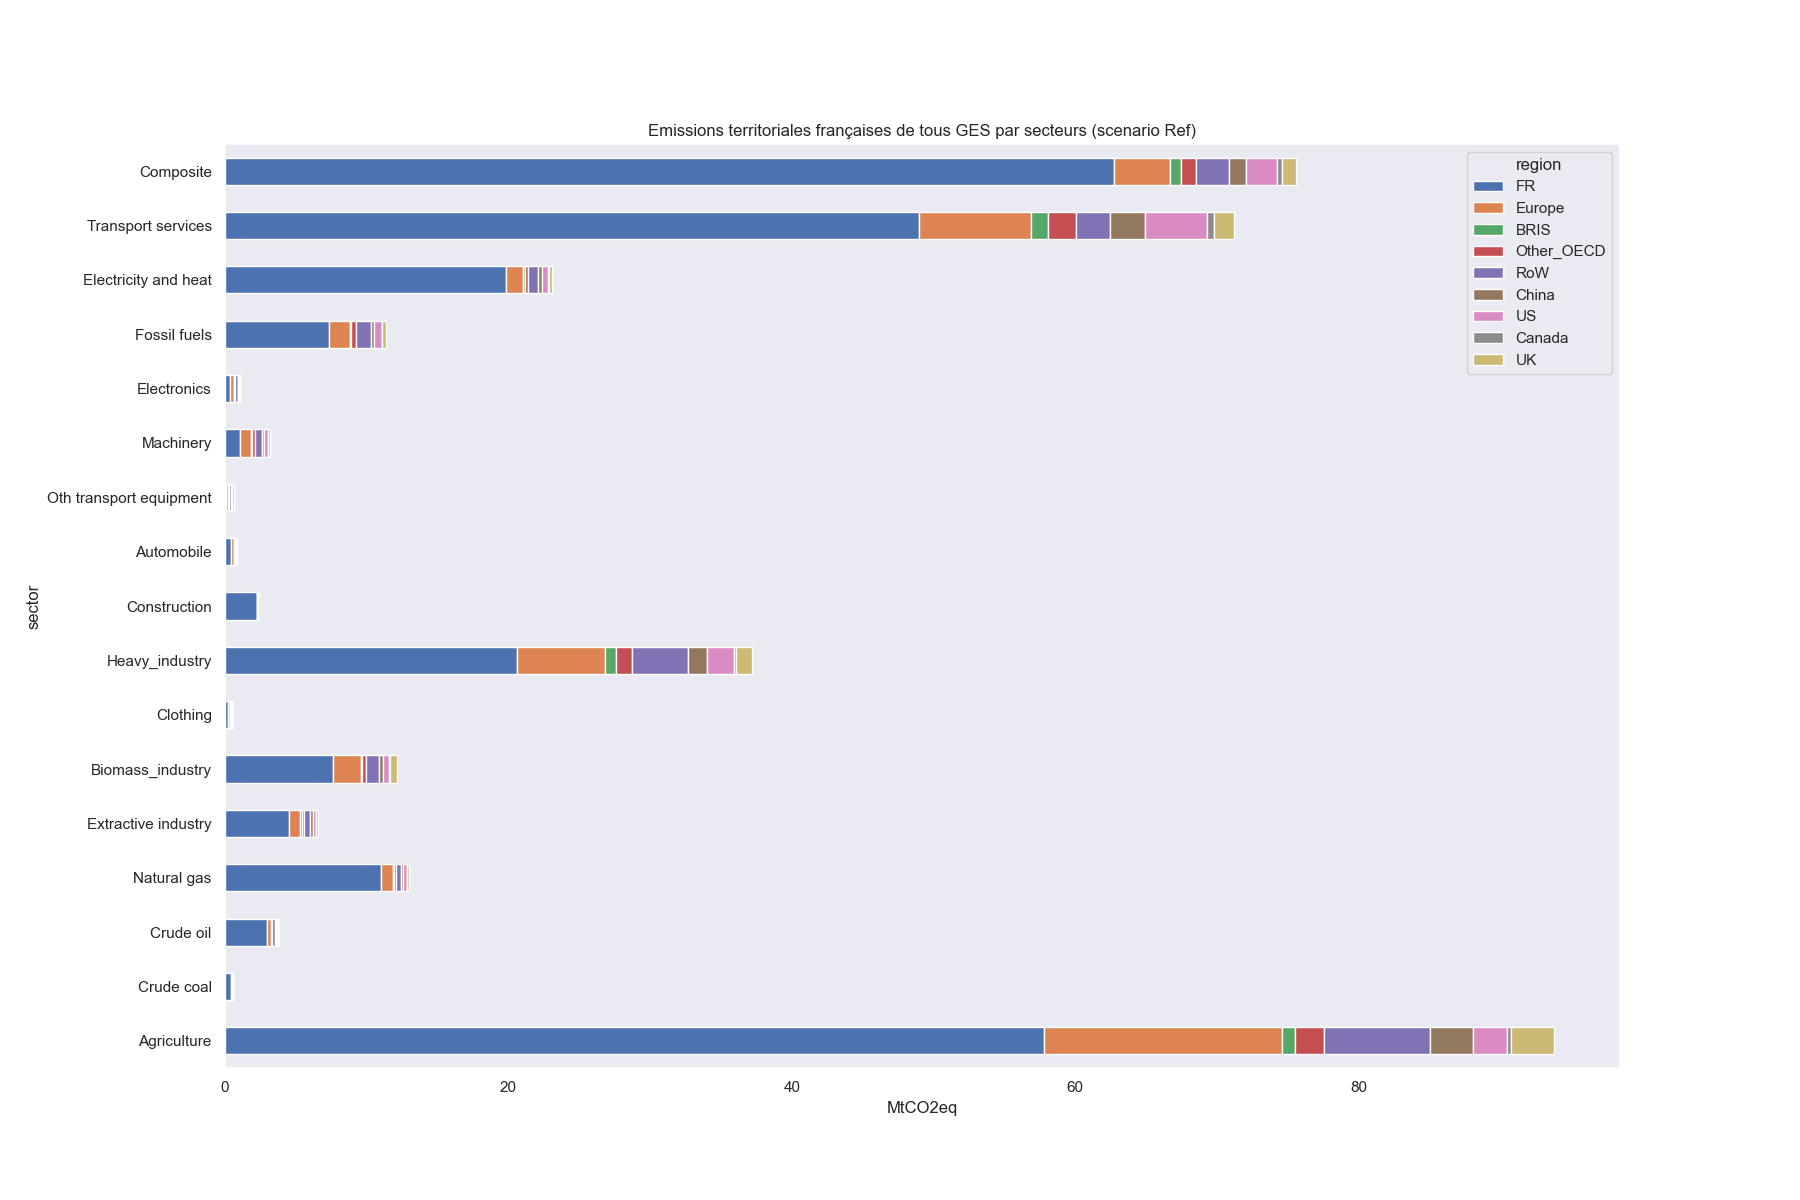 Emissions territoriales françaises de tous GES par secteurs (scenario Ref)
region
FR
Europe
BRIS
Other_OECD
RoW
China
US
Canada
UK
sector
Composite
Transport services
Electricity and heat
Fossil fuels
Electronics
Machinery
Oth transport equipment
Automobile
Construction
Heavy_industry
Clothing
Biomass_industry
Extractive industry
Natural gas
Crude oil
Crude coal
Agriculture
0 20 40 60 80
MtCO2eq